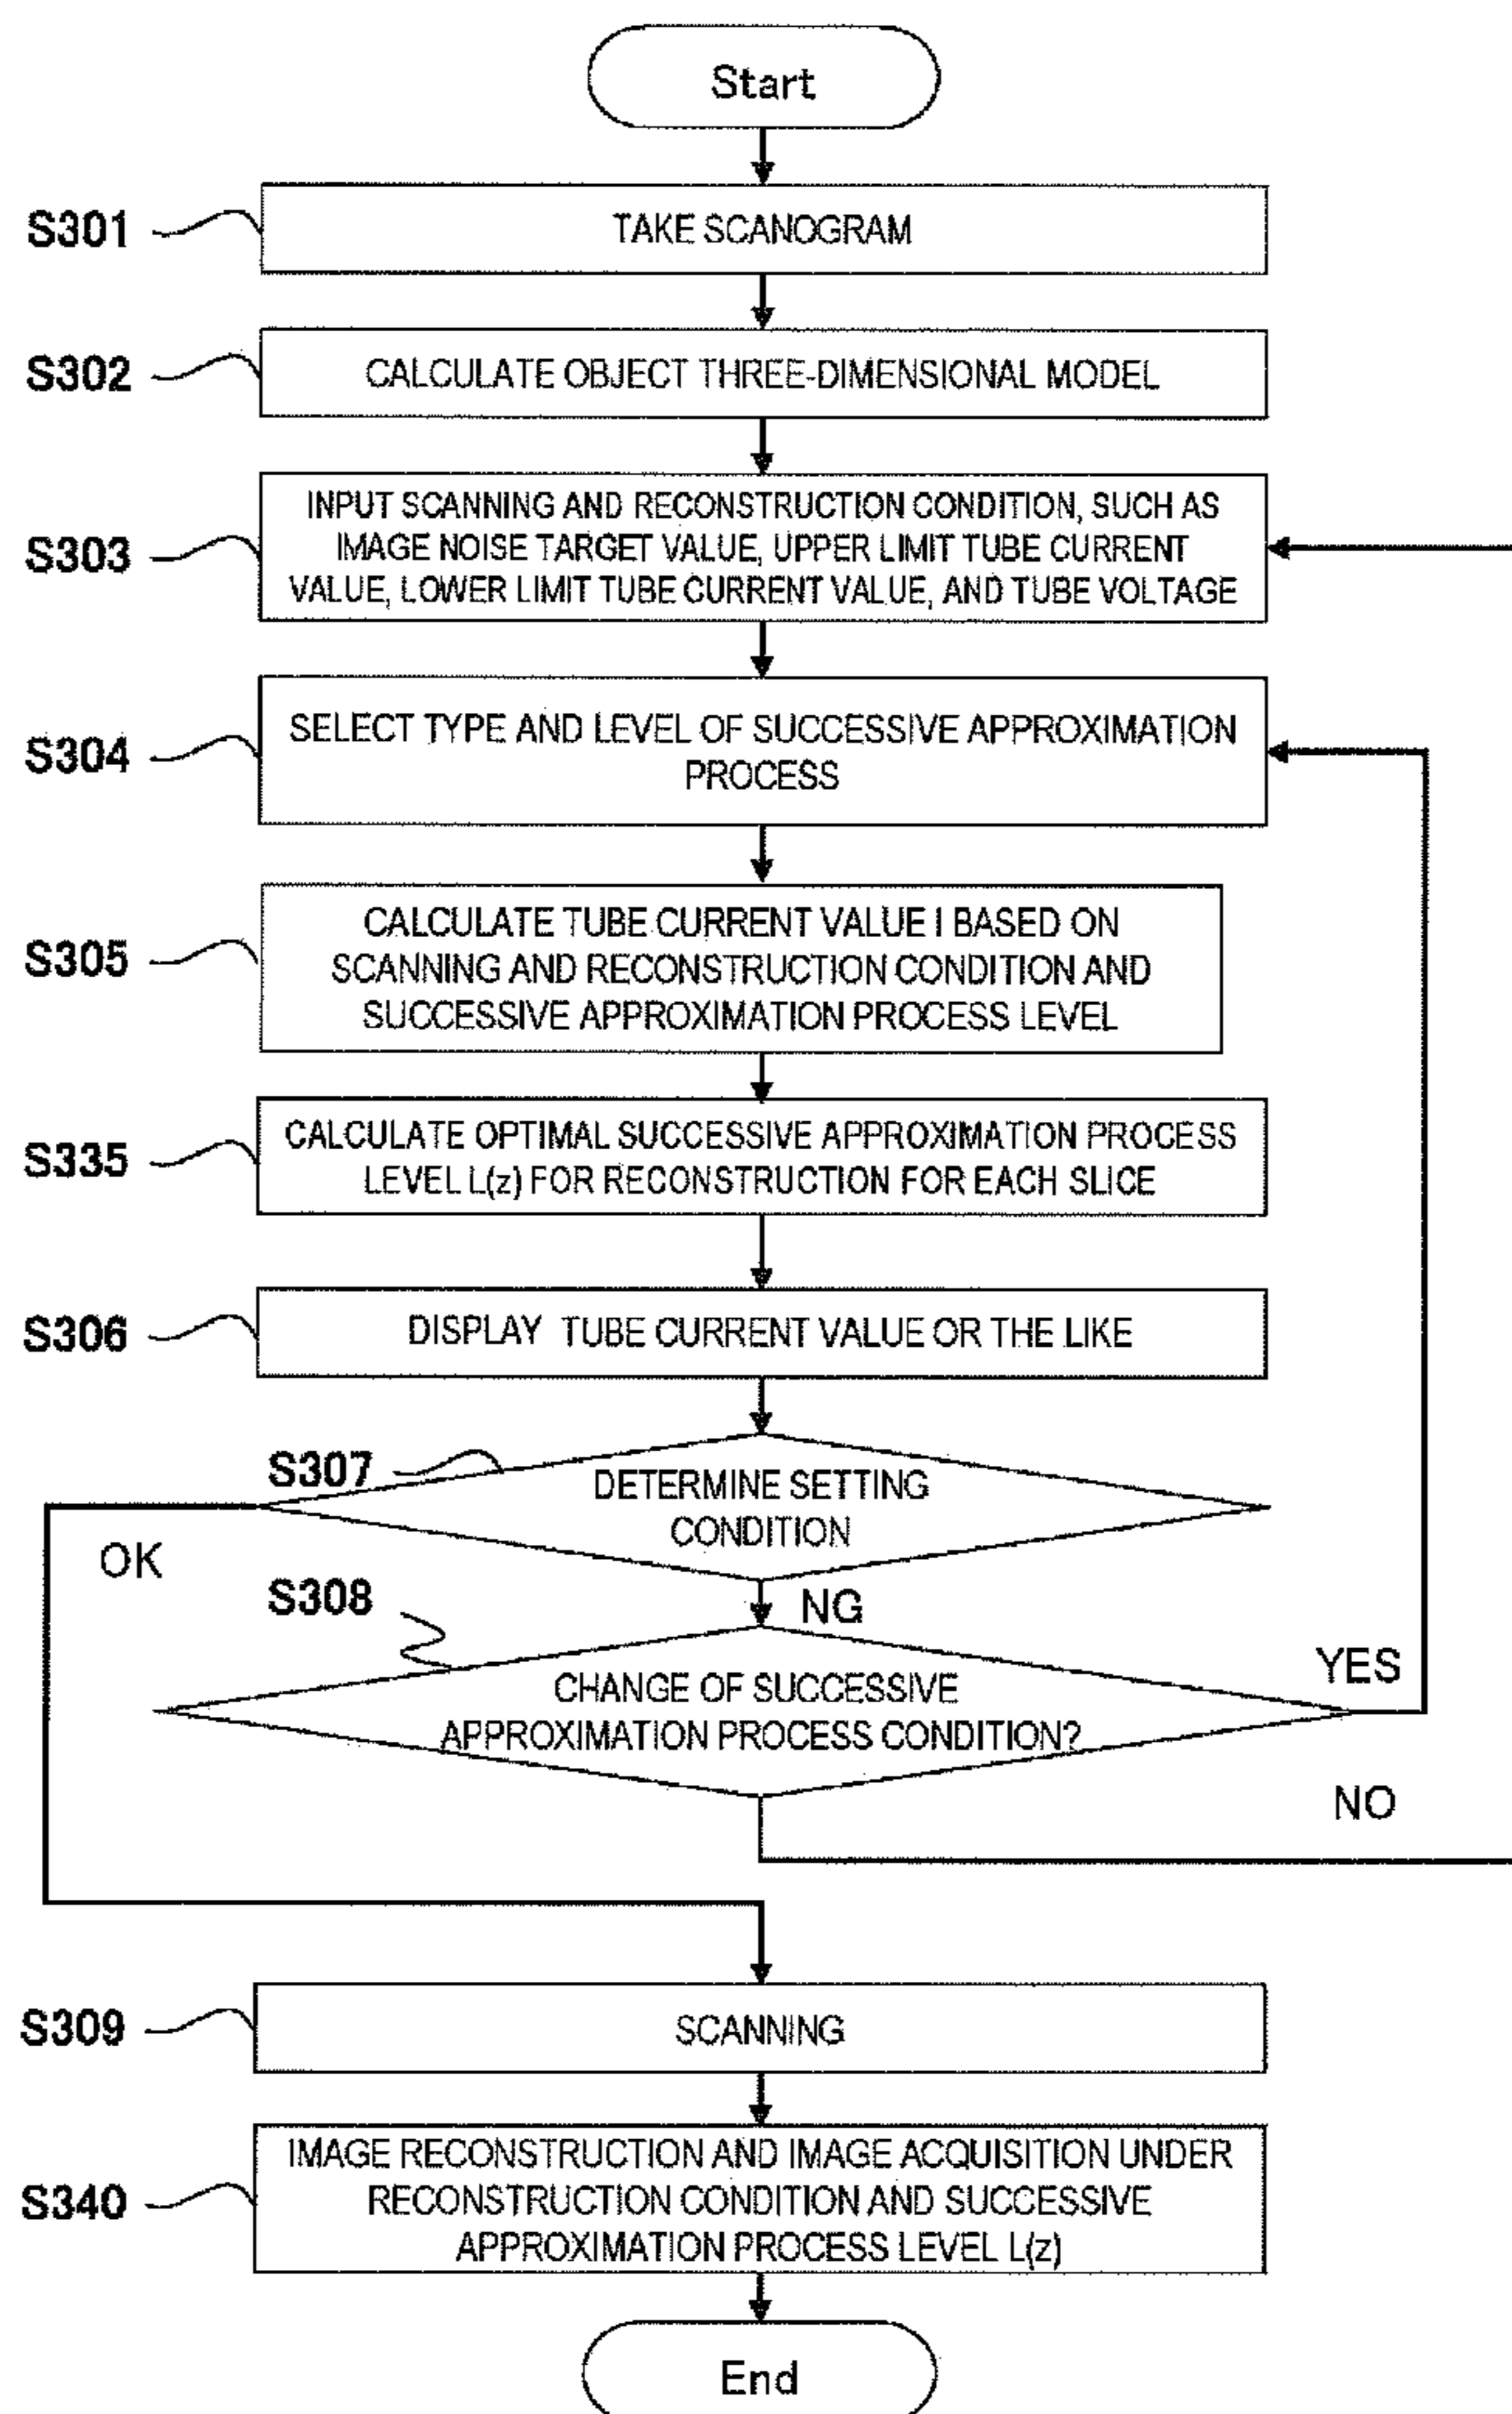 Start
S301
TAKE SCANOGRAM
S302
CALCULATE OBJECT THREE-DIMENSIONAL MODEL
S303
INPUT SCANNING AND RECONSTRUCTION CONDITION, SUCH AS
IMAGE NOISE TARGET VALUE, UPPER LIMIT TUBE CURRENT
VALUE, LOWER LIMIT TUBE CURRENT VALUE, AND TUBE VOLTAGE
S304
SELECT TYPE AND LEVEL OF SUCCESSIVE APPROXIMATION
PROCESS
S305
CALCULATE TUBE CURRENT VALUE I BASED ON
SCANNING AND RECONSTRUCTION CONDITION AND
SUCCESSIVE APPROXIMATION PROCESS LEVEL
S335
CALCULATE OPTIMAL SUCCESSIVE APPROXIMATION PROCESS
LEVEL L(z) FOR RECONSTRUCTION FOR EACH SLICE
S306
DISPLAY TUBE CURRENT VALUE OR THE LIKE
S307
DETERMINE SETTING
CONDITION
OK
S308
NG
CHANGE OF SUCCESSIVE
APPROXIMATION PROCESS CONDITION?
YES
NO
S309
SCANNING
S340
IMAGE RECONSTRUCTION AND IMAGE ACQUISITION UNDER
RECONSTRUCTION CONDITION AND SUCCESSIVE
APPROXIMATION PROCESS LEVEL L(z)
End